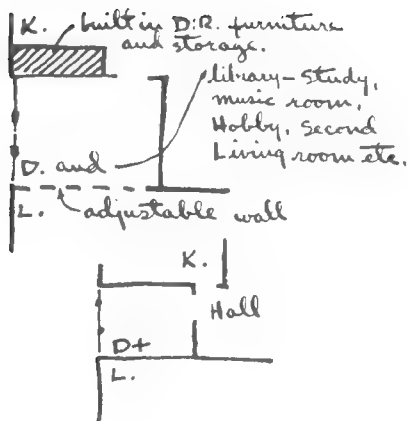 K. built in D.R. furniture
and storage.
library - study,
music room,
Hobby, Second
Living room etc.
D. and
L. adjustable wall
K.
Hall
D+
L.